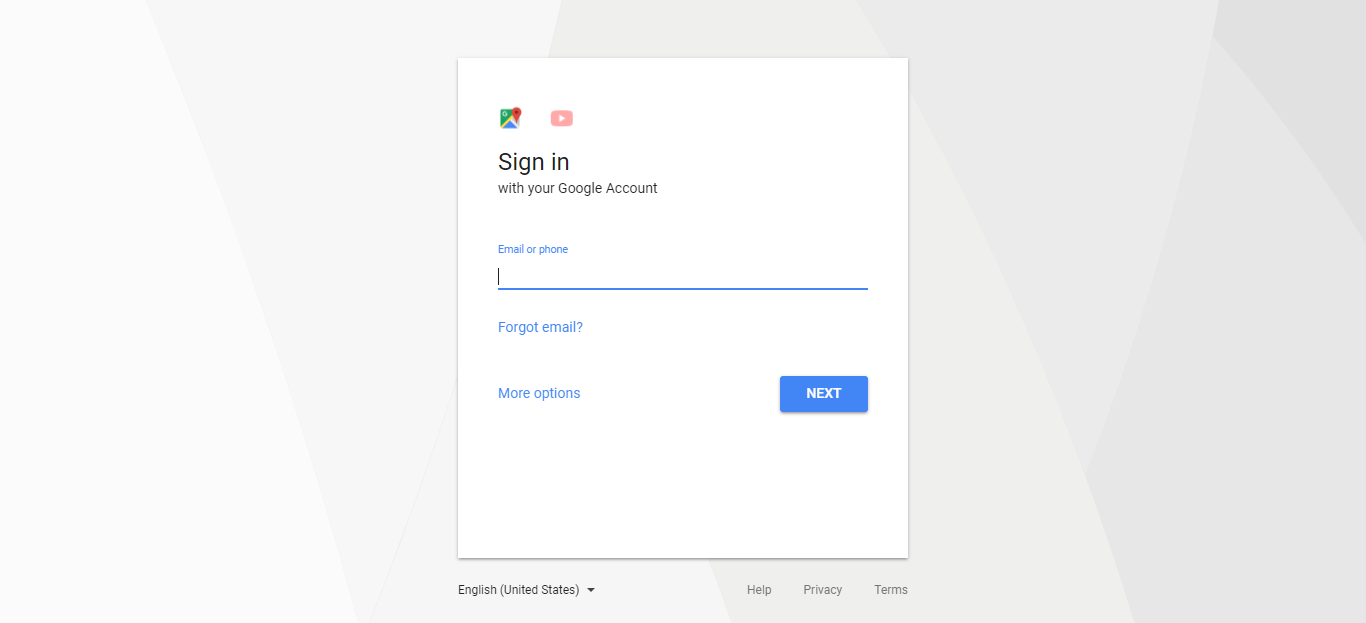 Sign in
with your Google Account
Email or phone
Forgot email?
More options
NEXT
English (United States)
Help
Privacy
Terms